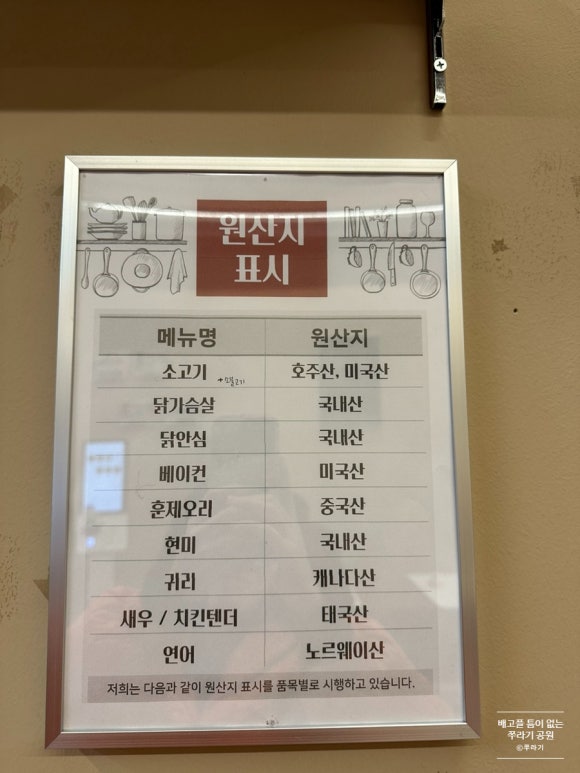 원산지
표시
메뉴명 원산지
소고기 호주산, 미국산
닭가슴살 국내산
닭안심 국내산
베이컨 미국산
훈제오리 중국산
현미 국내산
귀리 캐나다산
새우 / 치킨텐더 태국산
연어 노르웨이산
저희는 다음과 같이 원산지 표시를 품목별로 시행하고 있습니다.
배고플 틈이 없는
쭈라기 공원
©쭈라기